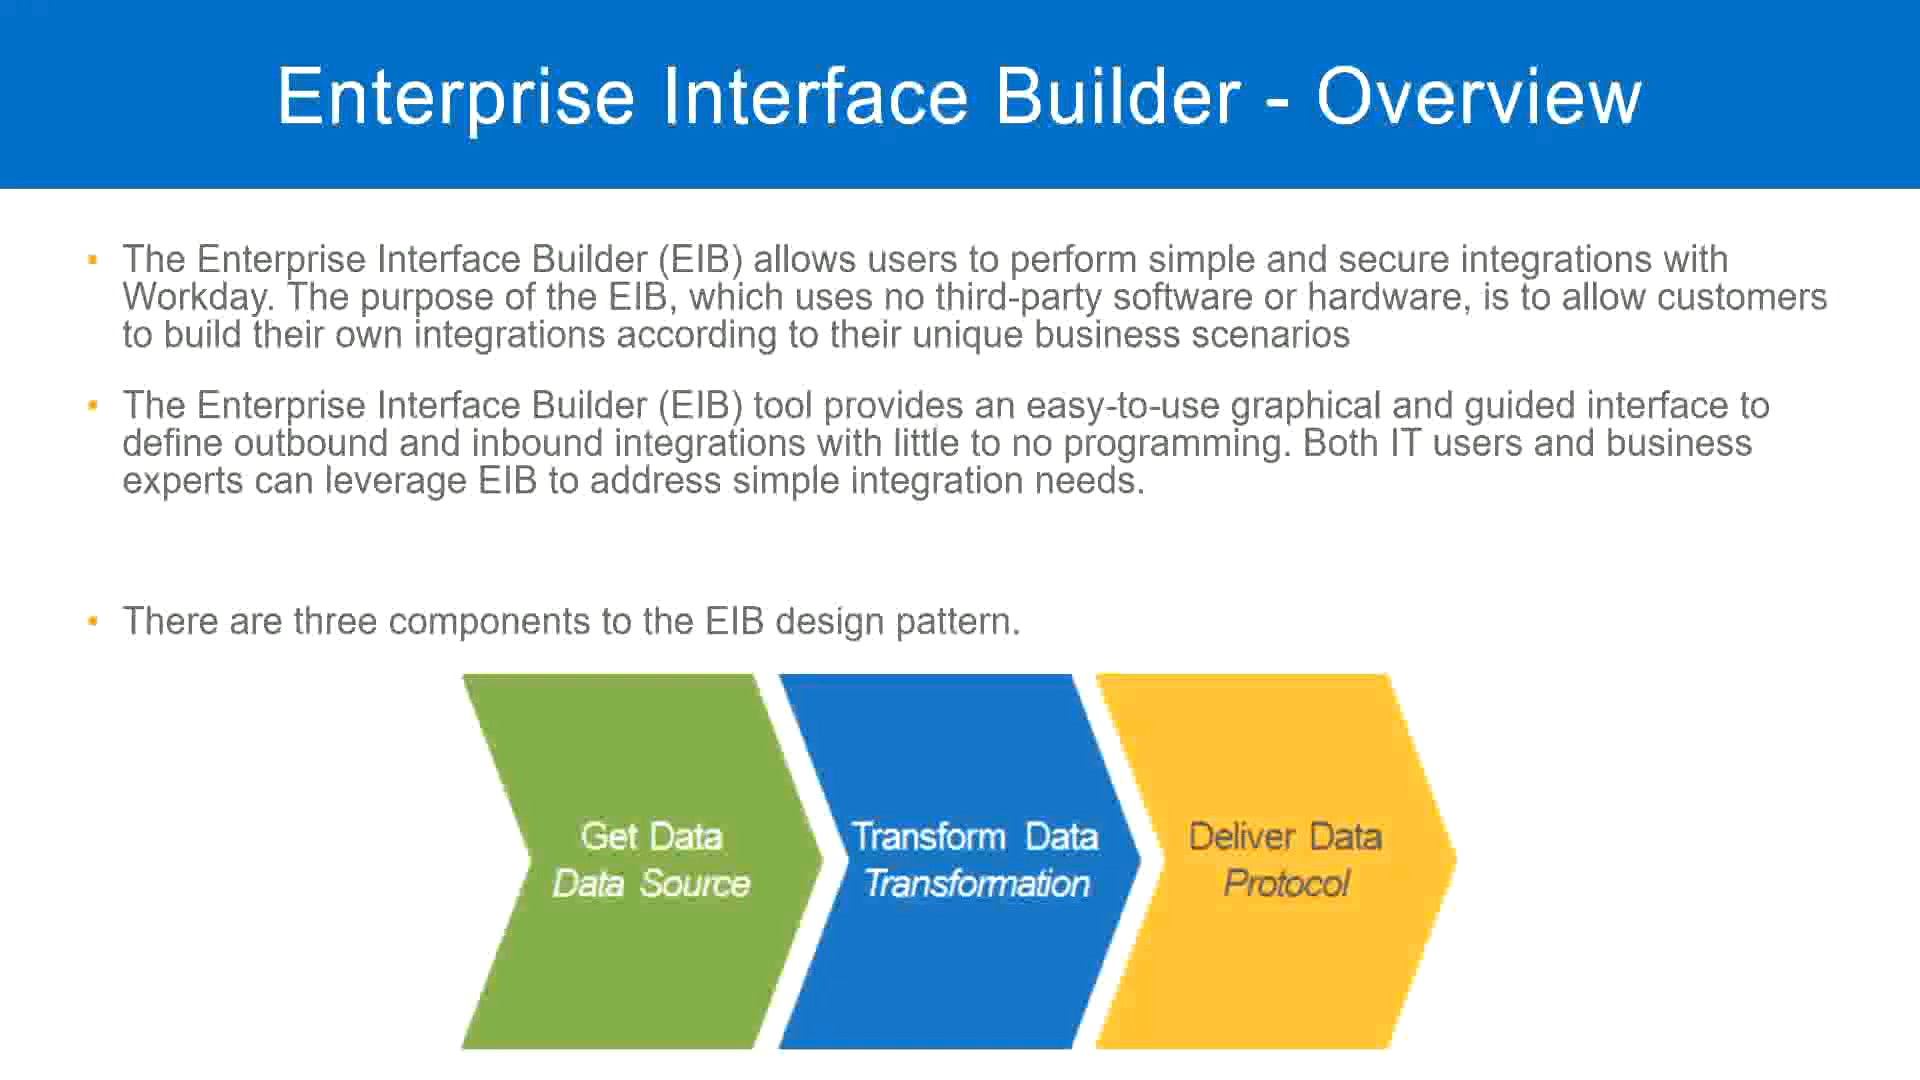 Enterprise Interface Builder - Overview
▪ The Enterprise Interface Builder (EIB) allows users to perform simple and secure integrations with
Workday. The purpose of the EIB, which uses no third-party software or hardware, is to allow customers
to build their own integrations according to their unique business scenarios
▪ The Enterprise Interface Builder (EIB) tool provides an easy-to-use graphical and guided interface to
define outbound and inbound integrations with little to no programming. Both IT users and business
experts can leverage EIB to address simple integration needs.
▪ There are three components to the EIB design pattern.
Get Data
Data Source
Transform Data
Transformation
Deliver Data
Protocol